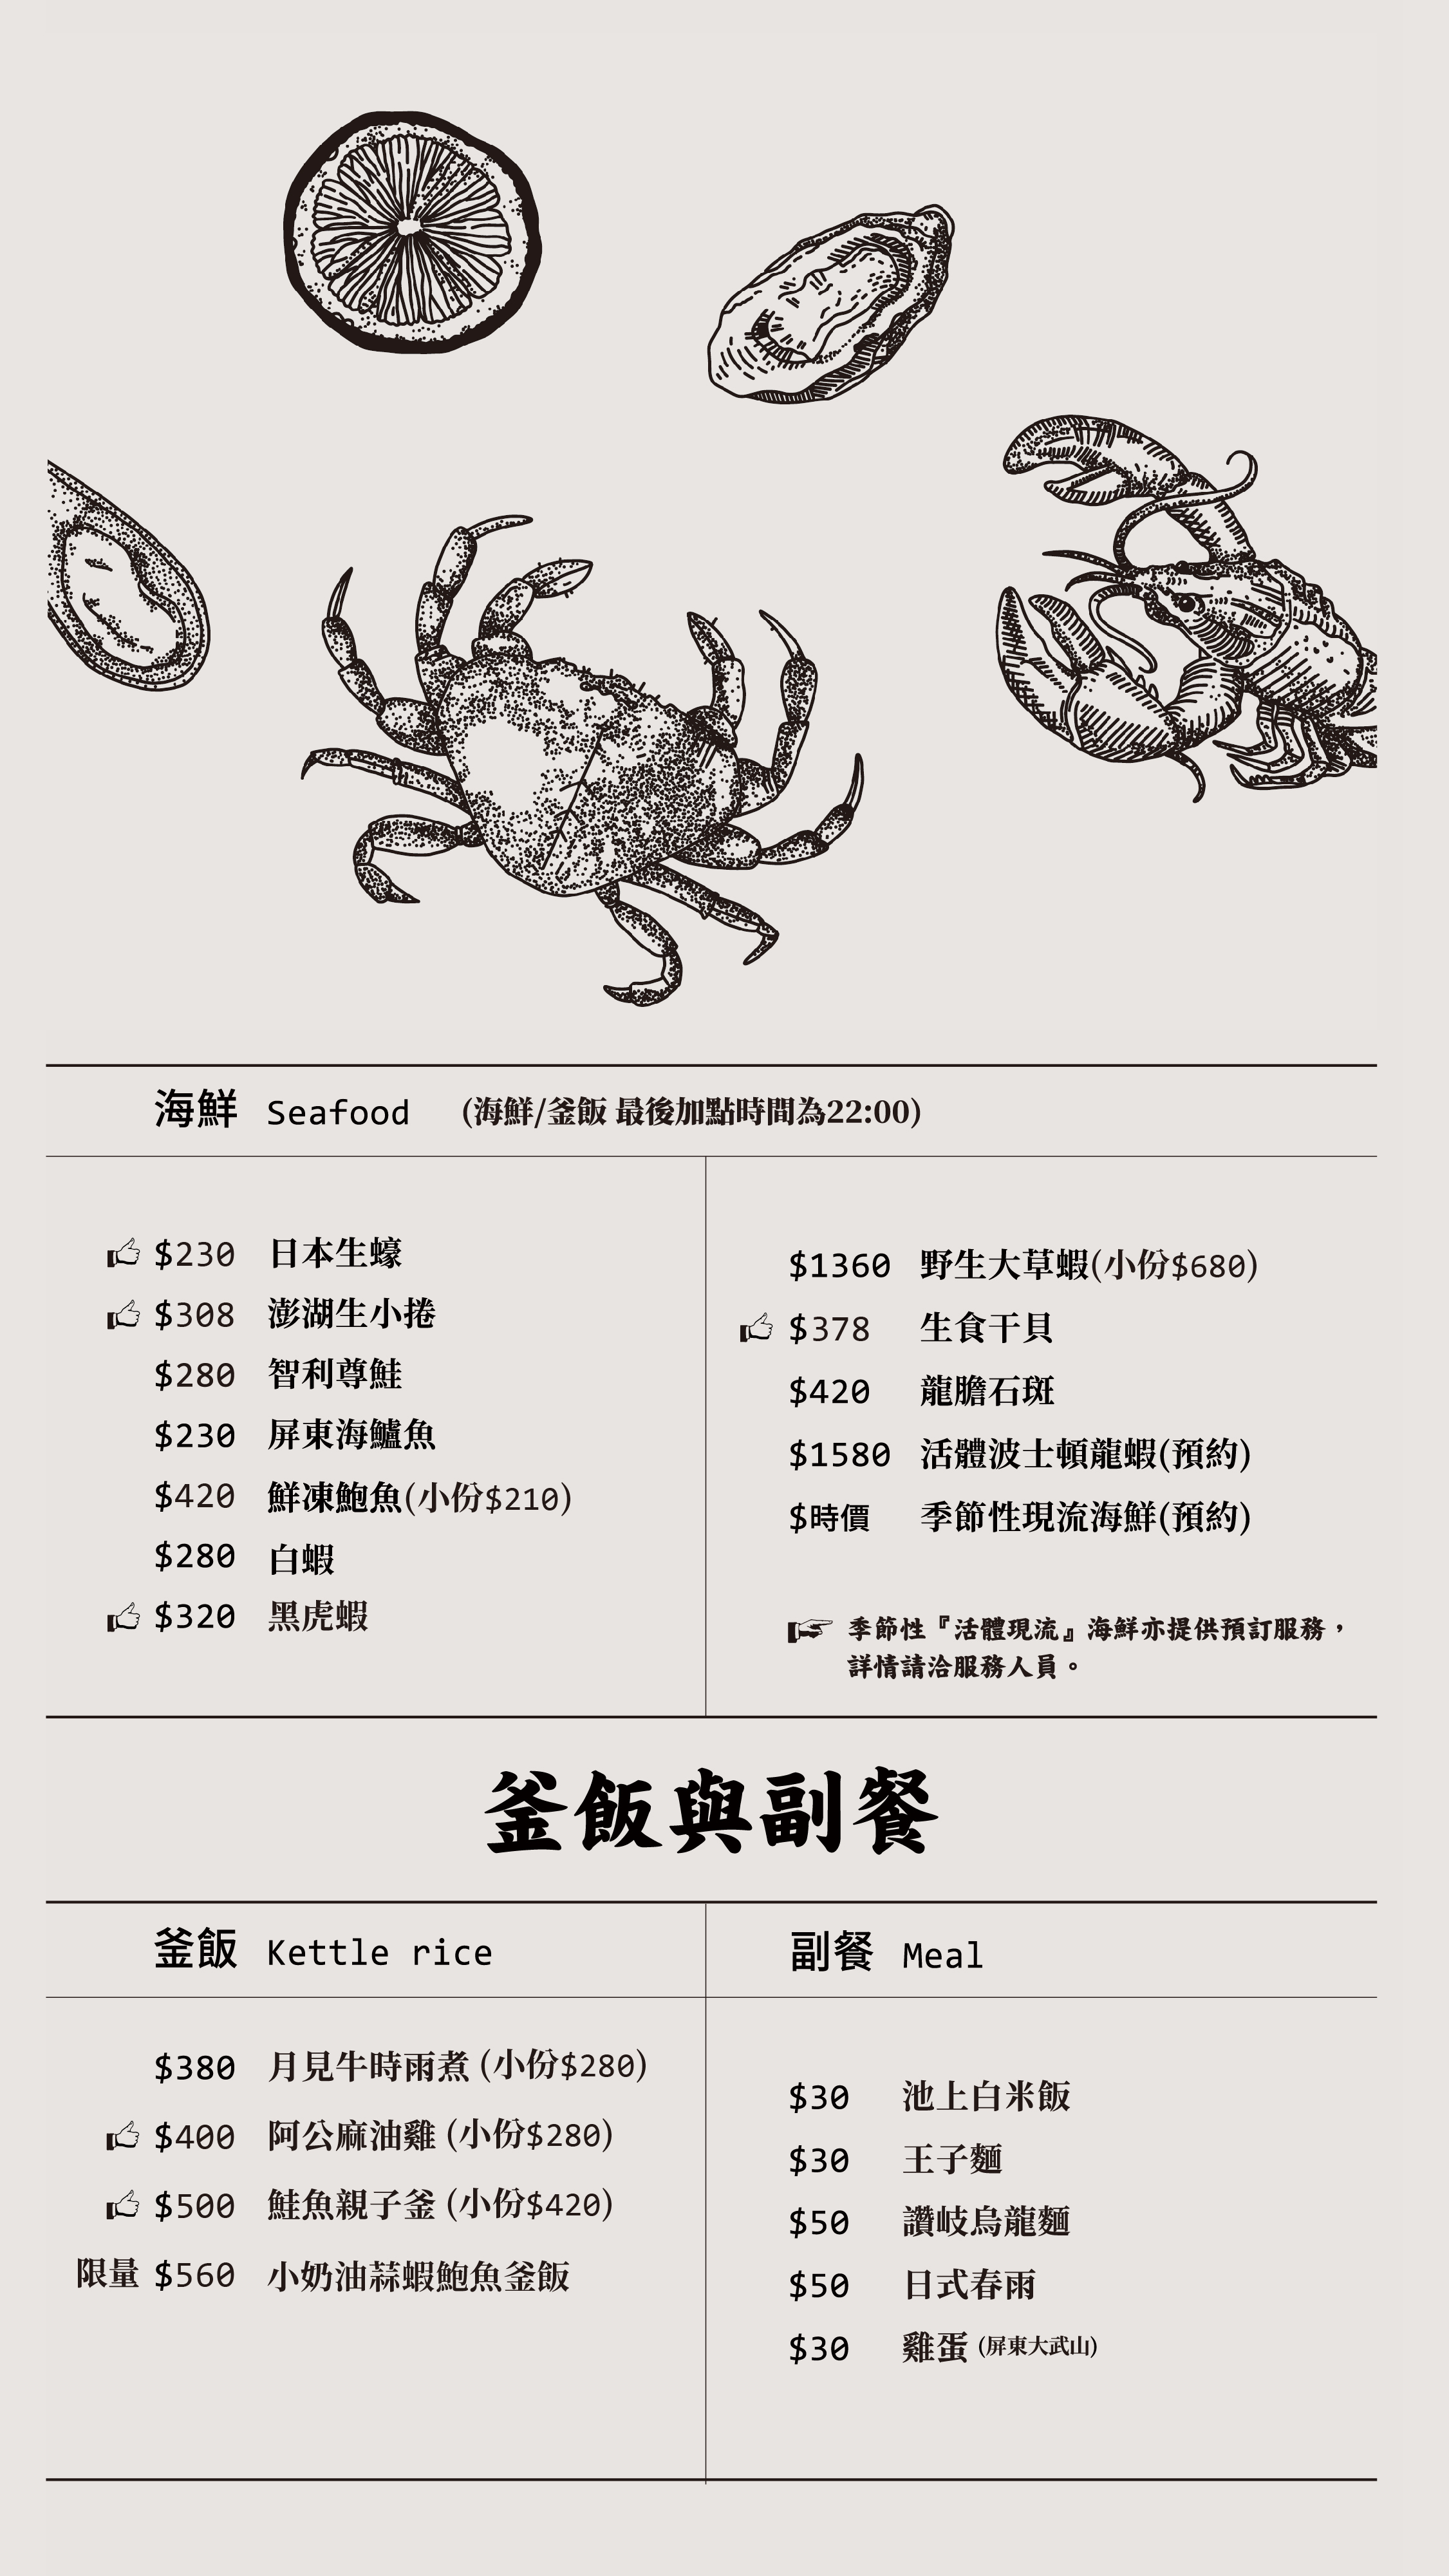 海鮮 Seafood (海鮮/釜飯 最後加點時間為22:00)
$230 日本生蠔
$308 澎湖生小捲
$280 智利尊鮭
$230 屏東海鱸魚
$420 鮮凍鮑魚(小份$210)
$280 白蝦
$320 黑虎蝦
$1360 野生大草蝦(小份$680)
$378 生食干貝
$420 龍膽石斑
$1580 活體波士頓龍蝦(預約)
$時價 季節性現流海鮮(預約)
季節性『活體現流』海鮮亦提供預訂服務，
詳情請洽服務人員。
釜飯與副餐
釜飯 Kettle rice
$380 月見牛時雨煮 (小份$280)
$400 阿公麻油雞 (小份$280)
$500 鮭魚親子釜 (小份$420)
限量 $560 小奶油蒜蝦鮑魚釜飯
副餐 Meal
$30 池上白米飯
$30 王子麵
$50 讚岐烏龍麵
$50 日式春雨
$30 雞蛋 (屏東大武山)